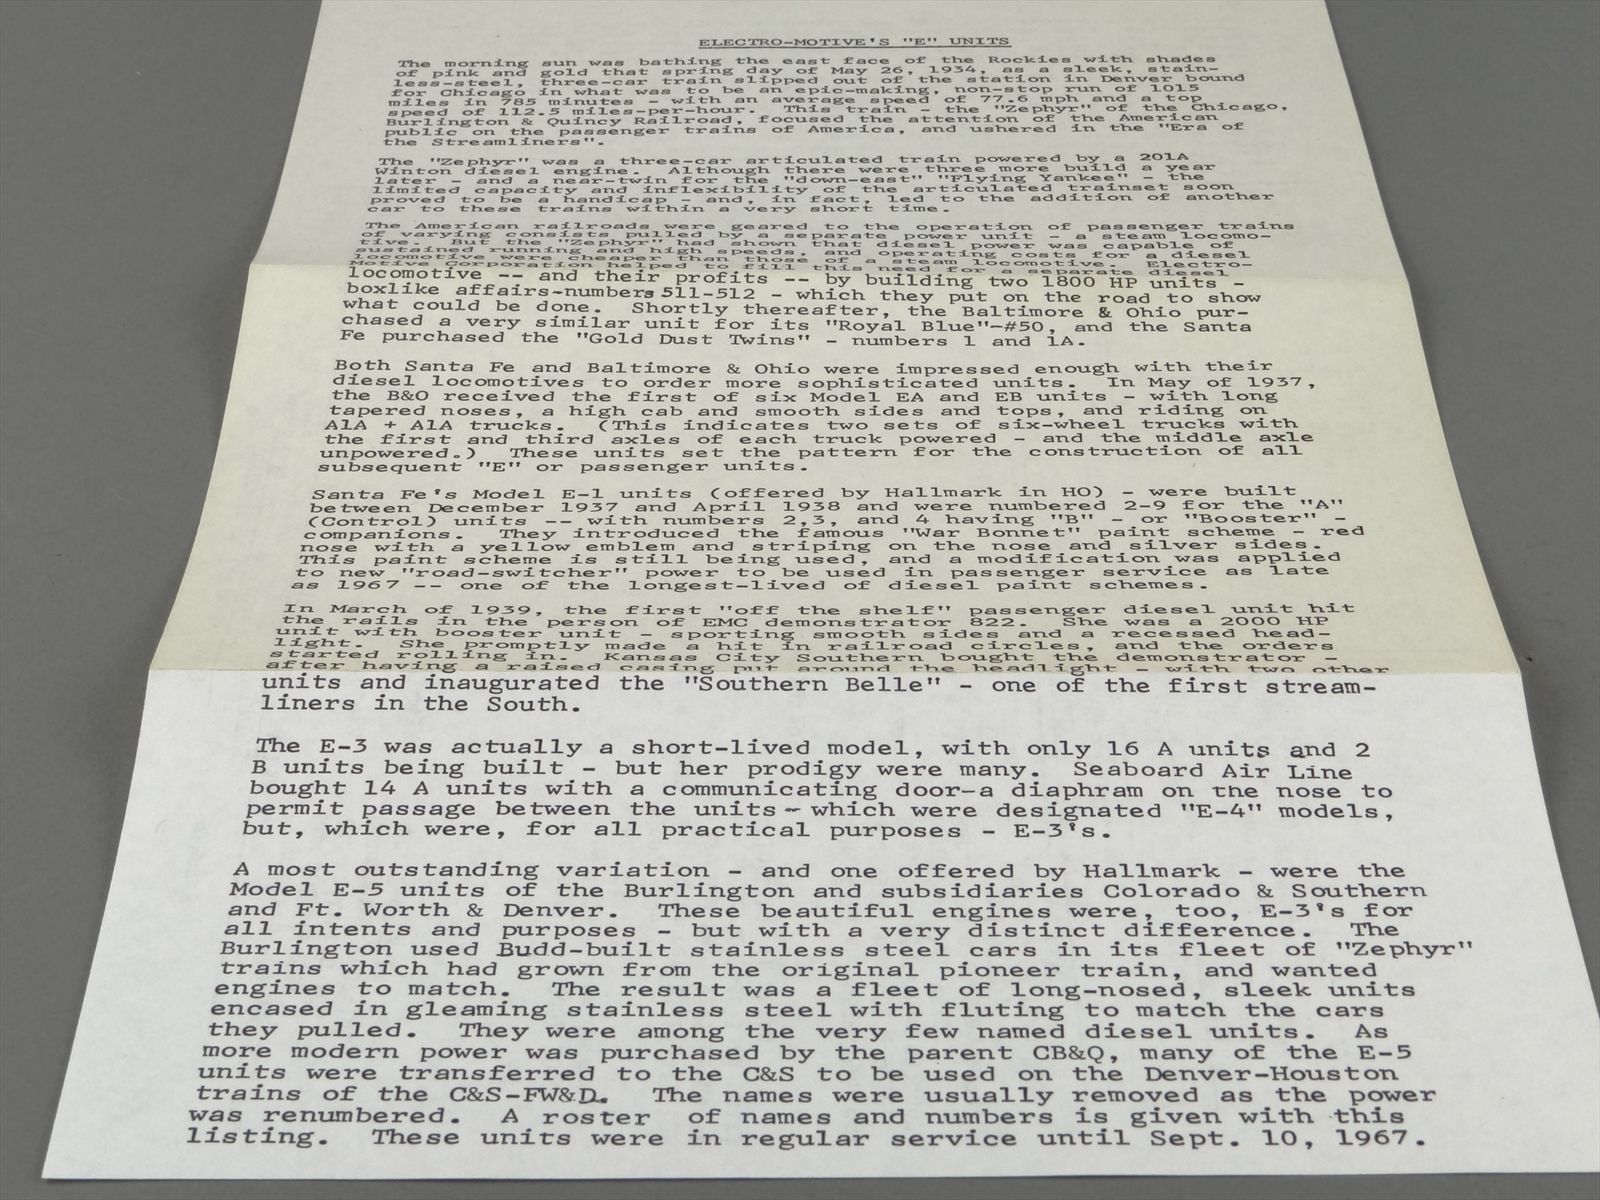 ELECTRO-MOTIVE'S "E" UNITS
The morning sun was bathing the east face of the Rockies with shades
of pink and gold that spring day of May 26, 1934, as a sleek, stain-
less-steel, three-car train slipped out of the station in Denver bound
for Chicago in what was to be an epic-making, non-stop run of 1015
miles in 785 minutes - with an average speed of 77.6 mph and a top
speed of 112.5 miles-per-hour. This train - the "Zephyr" of the Chicago,
Burlington & Quincy Railroad, focused the attention of the American
public on the passenger trains of America, and ushered in the "Era of
the Streamliners".
The "Zephyr" was a three-car articulated train powered by a 201A
Winton diesel engine. Although there were three more build a year
later - and a near-twin for the "down-east" "Flying Yankee" - the
limited capacity and inflexibility of the articulated trainset soon
proved to be a handicap - and, in fact, led to the addition of another
car to these trains within a very short time.
The American railroads were geared to the operation of passenger trains
of varying consists pulled by a separate power unit - a steam locomo-
tive. But the "Zephyr" had shown that diesel power was capable of
sustained running and high speeds, and operating costs for a diesel
locomotive were cheaper than those of a steam locomotive. Electro-
Motive Corporation helped to fill this need for a separate diesel
locomotive -- and their profits -- by building two 1800 HP units -
boxlike affairs-numbers 511-512 - which they put on the road to show
what could be done. Shortly thereafter, the Baltimore & Ohio pur-
chased a very similar unit for its "Royal Blue"-#50, and the Santa
Fe purchased the "Gold Dust Twins" - numbers 1 and 1A.
Both Santa Fe and Baltimore & Ohio were impressed enough with their
diesel locomotives to order more sophisticated units. In May of 1937,
the B&O received the first of six Model EA and EB units - with long
tapered noses, a high cab and smooth sides and tops, and riding on
A1A + A1A trucks. (This indicates two sets of six-wheel trucks with
the first and third axles of each truck powered - and the middle axle
unpowered.) These units set the pattern for the construction of all
subsequent "E" or passenger units.
Santa Fe's Model E-1 units (offered by Hallmark in HO) - were built
between December 1937 and April 1938 and were numbered 2-9 for the "A"
(Control) units -- with numbers 2,3, and 4 having "B" - or "Booster" -
companions. They introduced the famous "War Bonnet" paint scheme - red
nose with a yellow emblem and striping on the nose and silver sides.
This paint scheme is still being used, and a modification was applied
to new "road-switcher" power to be used in passenger service as late
as 1967 -- one of the longest-lived of diesel paint schemes.
In March of 1939, the first "off the shelf" passenger diesel unit hit
the rails in the person of EMC demonstrator 822. She was a 2000 HP
unit with booster unit - sporting smooth sides and a recessed head-
light. She promptly made a hit in railroad circles, and the orders
started rolling in. Kansas City Southern bought the demonstrator -
after having a raised casing put around the headlight - with two other
units and inaugurated the "Southern Belle" - one of the first stream-
liners in the South.
The E-3 was actually a short-lived model, with only 16 A units and 2
B units being built - but her prodigy were many. Seaboard Air Line
bought 14 A units with a communicating door-a diaphram on the nose to
permit passage between the units - which were designated "E-4" models,
but, which were, for all practical purposes - E-3's.
A most outstanding variation - and one offered by Hallmark - were the
Model E-5 units of the Burlington and subsidiaries Colorado & Southern
and Ft. Worth & Denver. These beautiful engines were, too, E-3's for
all intents and purposes - but with a very distinct difference. The
Burlington used Budd-built stainless steel cars in its fleet of "Zephyr"
trains which had grown from the original pioneer train, and wanted
engines to match. The result was a fleet of long-nosed, sleek units
encased in gleaming stainless steel with fluting to match the cars
they pulled. They were among the very few named diesel units. As
more modern power was purchased by the parent CB&Q, many of the E-5
units were transferred to the C&S to be used on the Denver-Houston
trains of the C&S-FW&D. The names were usually removed as the power
was renumbered. A roster of names and numbers is given with this
listing. These units were in regular service until Sept. 10, 1967.